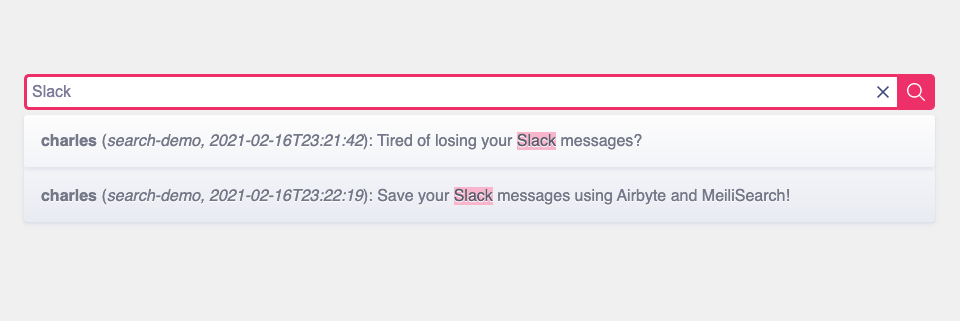 Slack
charles (search-demo, 2021-02-16T23:21:42): Tired of losing your Slack messages?
charles (search-demo, 2021-02-16T23:22:19): Save your Slack messages using Airbyte and MeiliSearch!